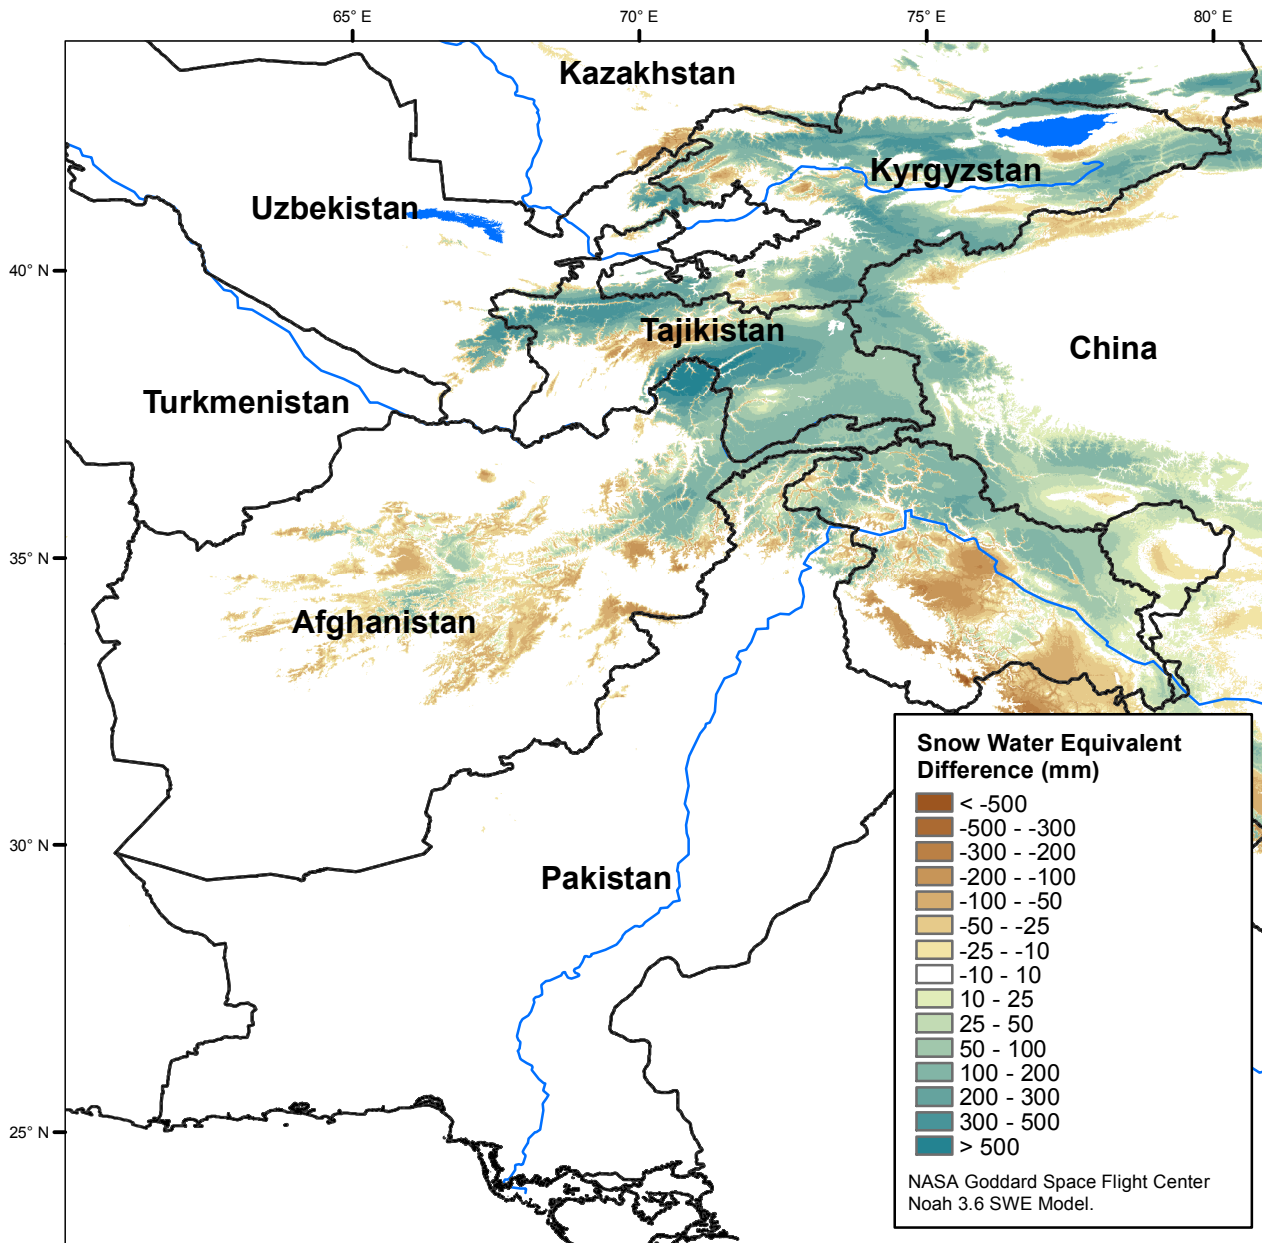 65° E
70° E
75° E
80° E
Kazakhstan
Kyrgyzstan
Uzbekistan
40° N
Tajikistan
China
Turkmenistan
35° N
Afghanistan
30° N
Pakistan
25° N
Snow Water Equivalent
Difference (mm)
< -500
-500 - -300
-300 - -200
-200 - -100
-100 - -50
-50 - -25
-25 - -10
-10 - 10
10 - 25
25 - 50
50 - 100
100 - 200
200 - 300
300 - 500
> 500
NASA Goddard Space Flight Center
Noah 3.6 SWE Model.